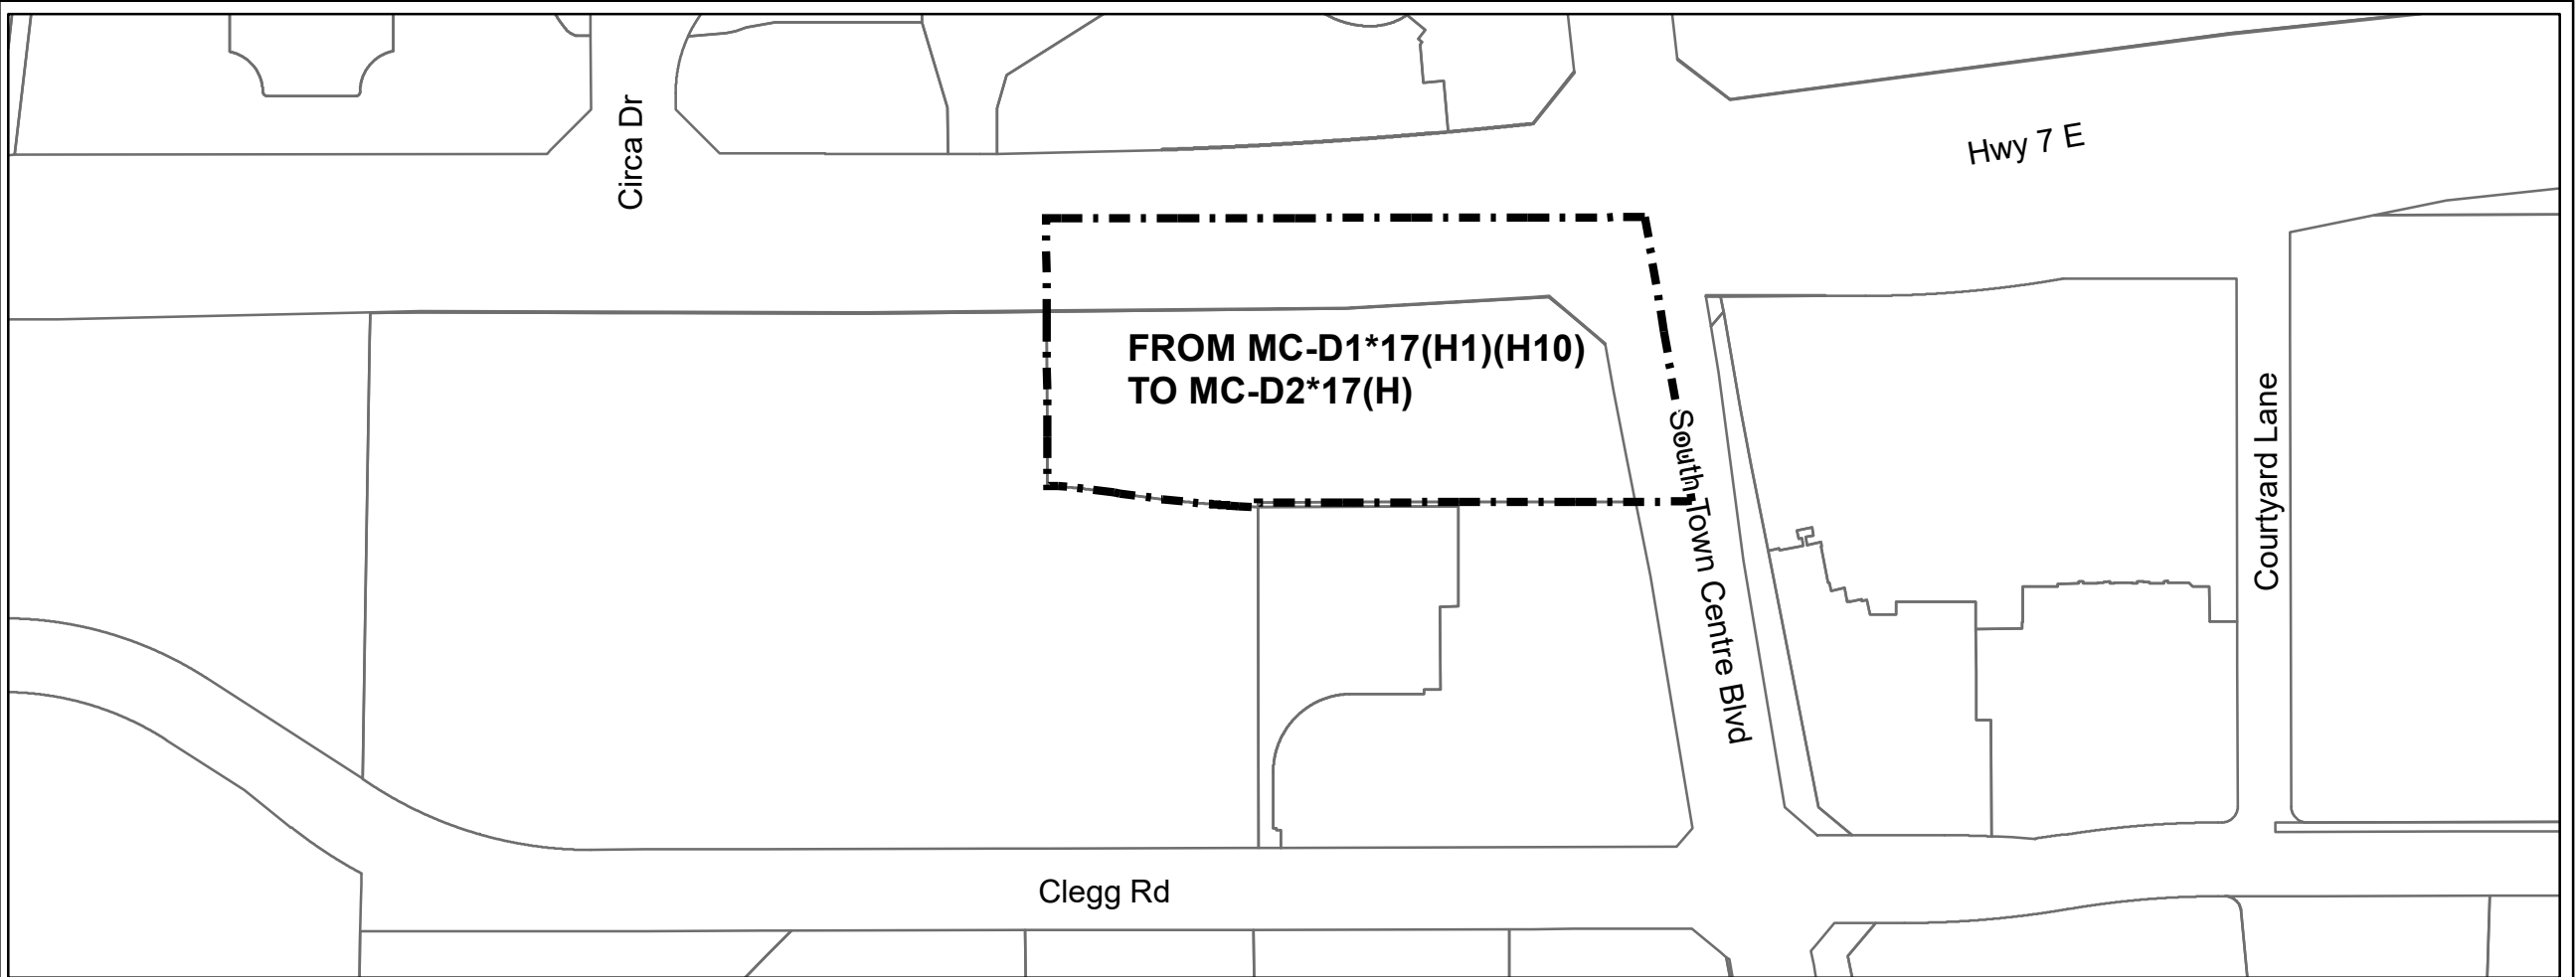 Circa Dr
Hwy 7 E
FROM MC-D1*17(H1)(H10)
TO MC-D2*17(H)
South Town Centre Blvd
Courtyard Lane
Clegg Rd